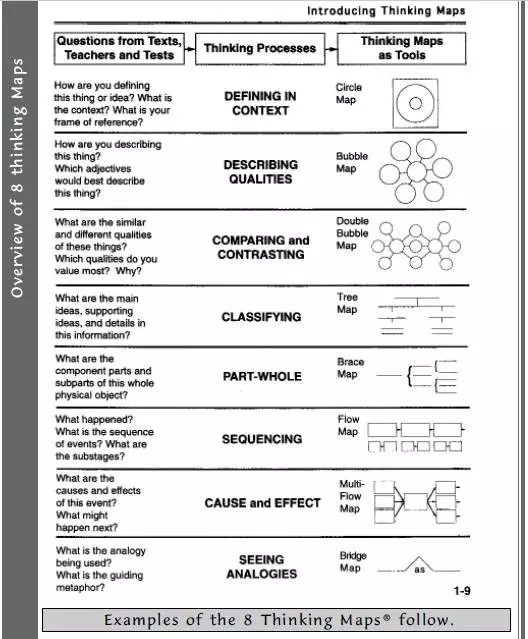 Introducing Thinking Maps
Overview of 8 thinking Maps
Questions from Texts,
Teachers and Tests
Thinking Processes
Thinking Maps
as Tools
How are you defining
this thing or idea? What is
the context? What is your
frame of reference?
DEFINING IN
CONTEXT
Circle
Map
How are you describing
this thing?
Which adjectives
would best describe
this thing?
DESCRIBING
QUALITIES
Bubble
Map
What are the similar
and different qualities
of these things?
Which qualities do you
value most? Why?
COMPARING and
CONTRASTING
Double
Bubble
Map
What are the main
ideas, supporting
ideas, and details in
this information?
CLASSIFYING
Tree
Map
What are the
component parts and
subparts of this whole
physical object?
PART-WHOLE
Brace
Map
What happened?
What is the sequence
of events? What are
the substages?
SEQUENCING
Flow
Map
What are the
causes and effects
of this event?
What might
happen next?
CAUSE and EFFECT
Multi-
Flow
Map
What is the analogy
being used?
What is the guiding
metaphor?
SEEING
ANALOGIES
Bridge
Map
as
1-9
Examples of the 8 Thinking Maps® follow.